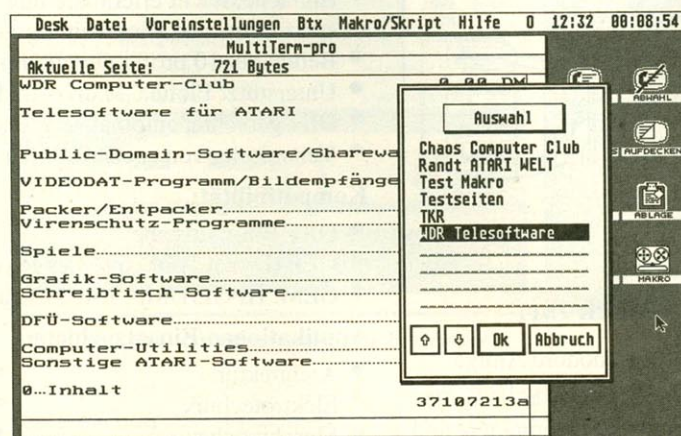 Desk Datei Voreinstellungen Btx Makro/Skript Hilfe 0 12:32 00:08:54
MultiTerm-pro
Aktuelle Seite: 721 Bytes
WDR Computer-Club 0,00 DM
Telesoftware für ATARI
Public-Domain-Software/Sharewa
VIDEODAT-Programm/Bildempfänge
Packer/Entpacker
Virenschutz-Programme
Spiele
Grafik-Software
Schreibtisch-Software
DFÜ-Software
Computer-Utilities
Sonstige ATARI-Software
0…Inhalt
37107213a
Auswahl
Chaos Computer Club
Randt ATARI WELT
Test Makro
Testseiten
TKR
WDR Telesoftware
Ok Abbruch
ABWAHL
AUFDECKEN
ABLAGE
MAKRO